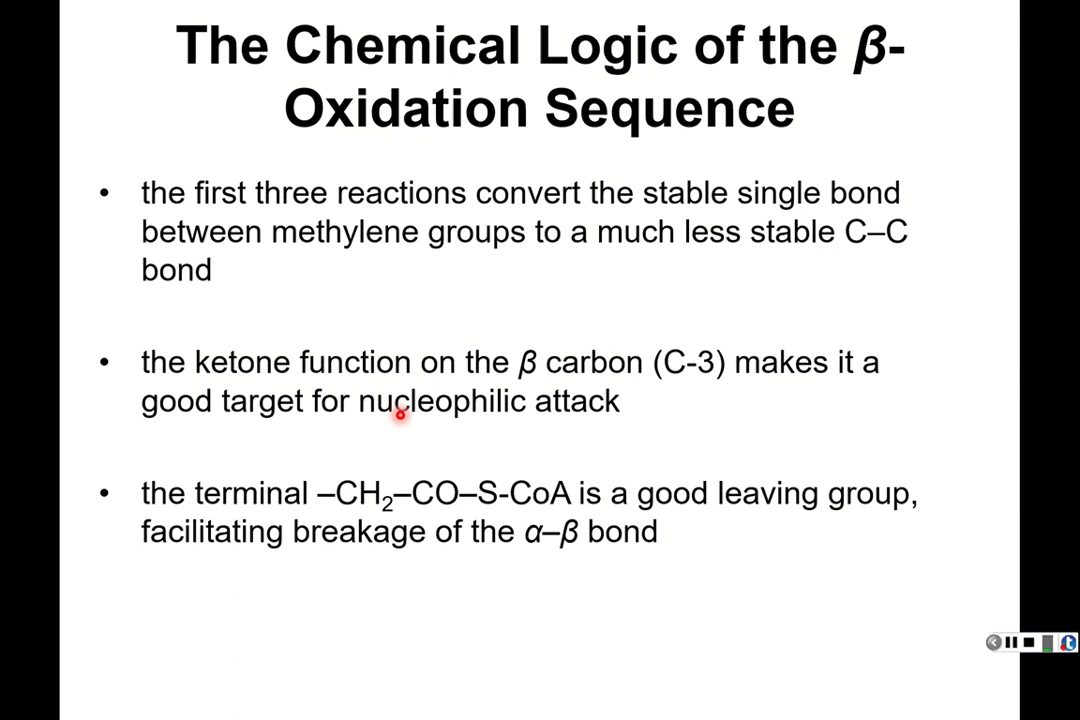 The Chemical Logic of the β-
Oxidation Sequence
• the first three reactions convert the stable single bond
between methylene groups to a much less stable C–C
bond
• the ketone function on the β carbon (C-3) makes it a
good target for nucleophilic attack
• the terminal –CH₂–CO–S-CoA is a good leaving group,
facilitating breakage of the α–β bond
t